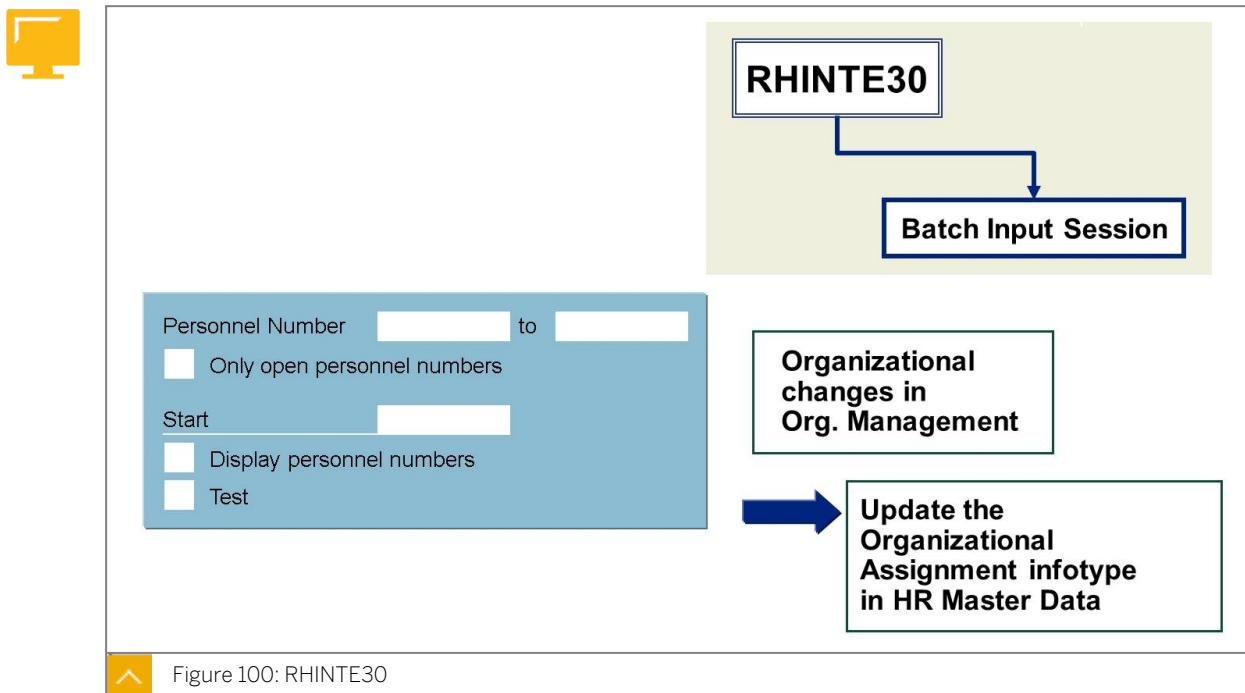 RHINTE30
Batch Input Session
Personnel Number to
Only open personnel numbers
Start
Display personnel numbers
Test
Organizational
changes in
Org. Management
Update the
Organizational
Assignment infotype
in HR Master Data
Figure 100: RHINTE30